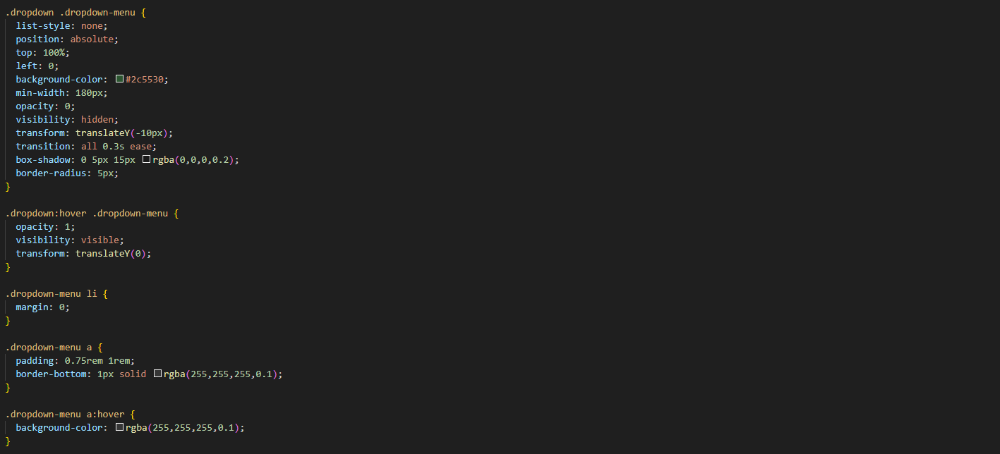 .dropdown .dropdown-menu {
  list-style: none;
  position: absolute;
  top: 100%;
  left: 0;
  background-color: #2c5530;
  min-width: 180px;
  opacity: 0;
  visibility: hidden;
  transform: translateY(-10px);
  transition: all 0.3s ease;
  box-shadow: 0 5px 15px rgba(0,0,0,0.2);
  border-radius: 5px;
}

.dropdown:hover .dropdown-menu {
  opacity: 1;
  visibility: visible;
  transform: translateY(0);
}

.dropdown-menu li {
  margin: 0;
}

.dropdown-menu a {
  padding: 0.75rem 1rem;
  border-bottom: 1px solid rgba(255,255,255,0.1);
}

.dropdown-menu a:hover {
  background-color: rgba(255,255,255,0.1);
}